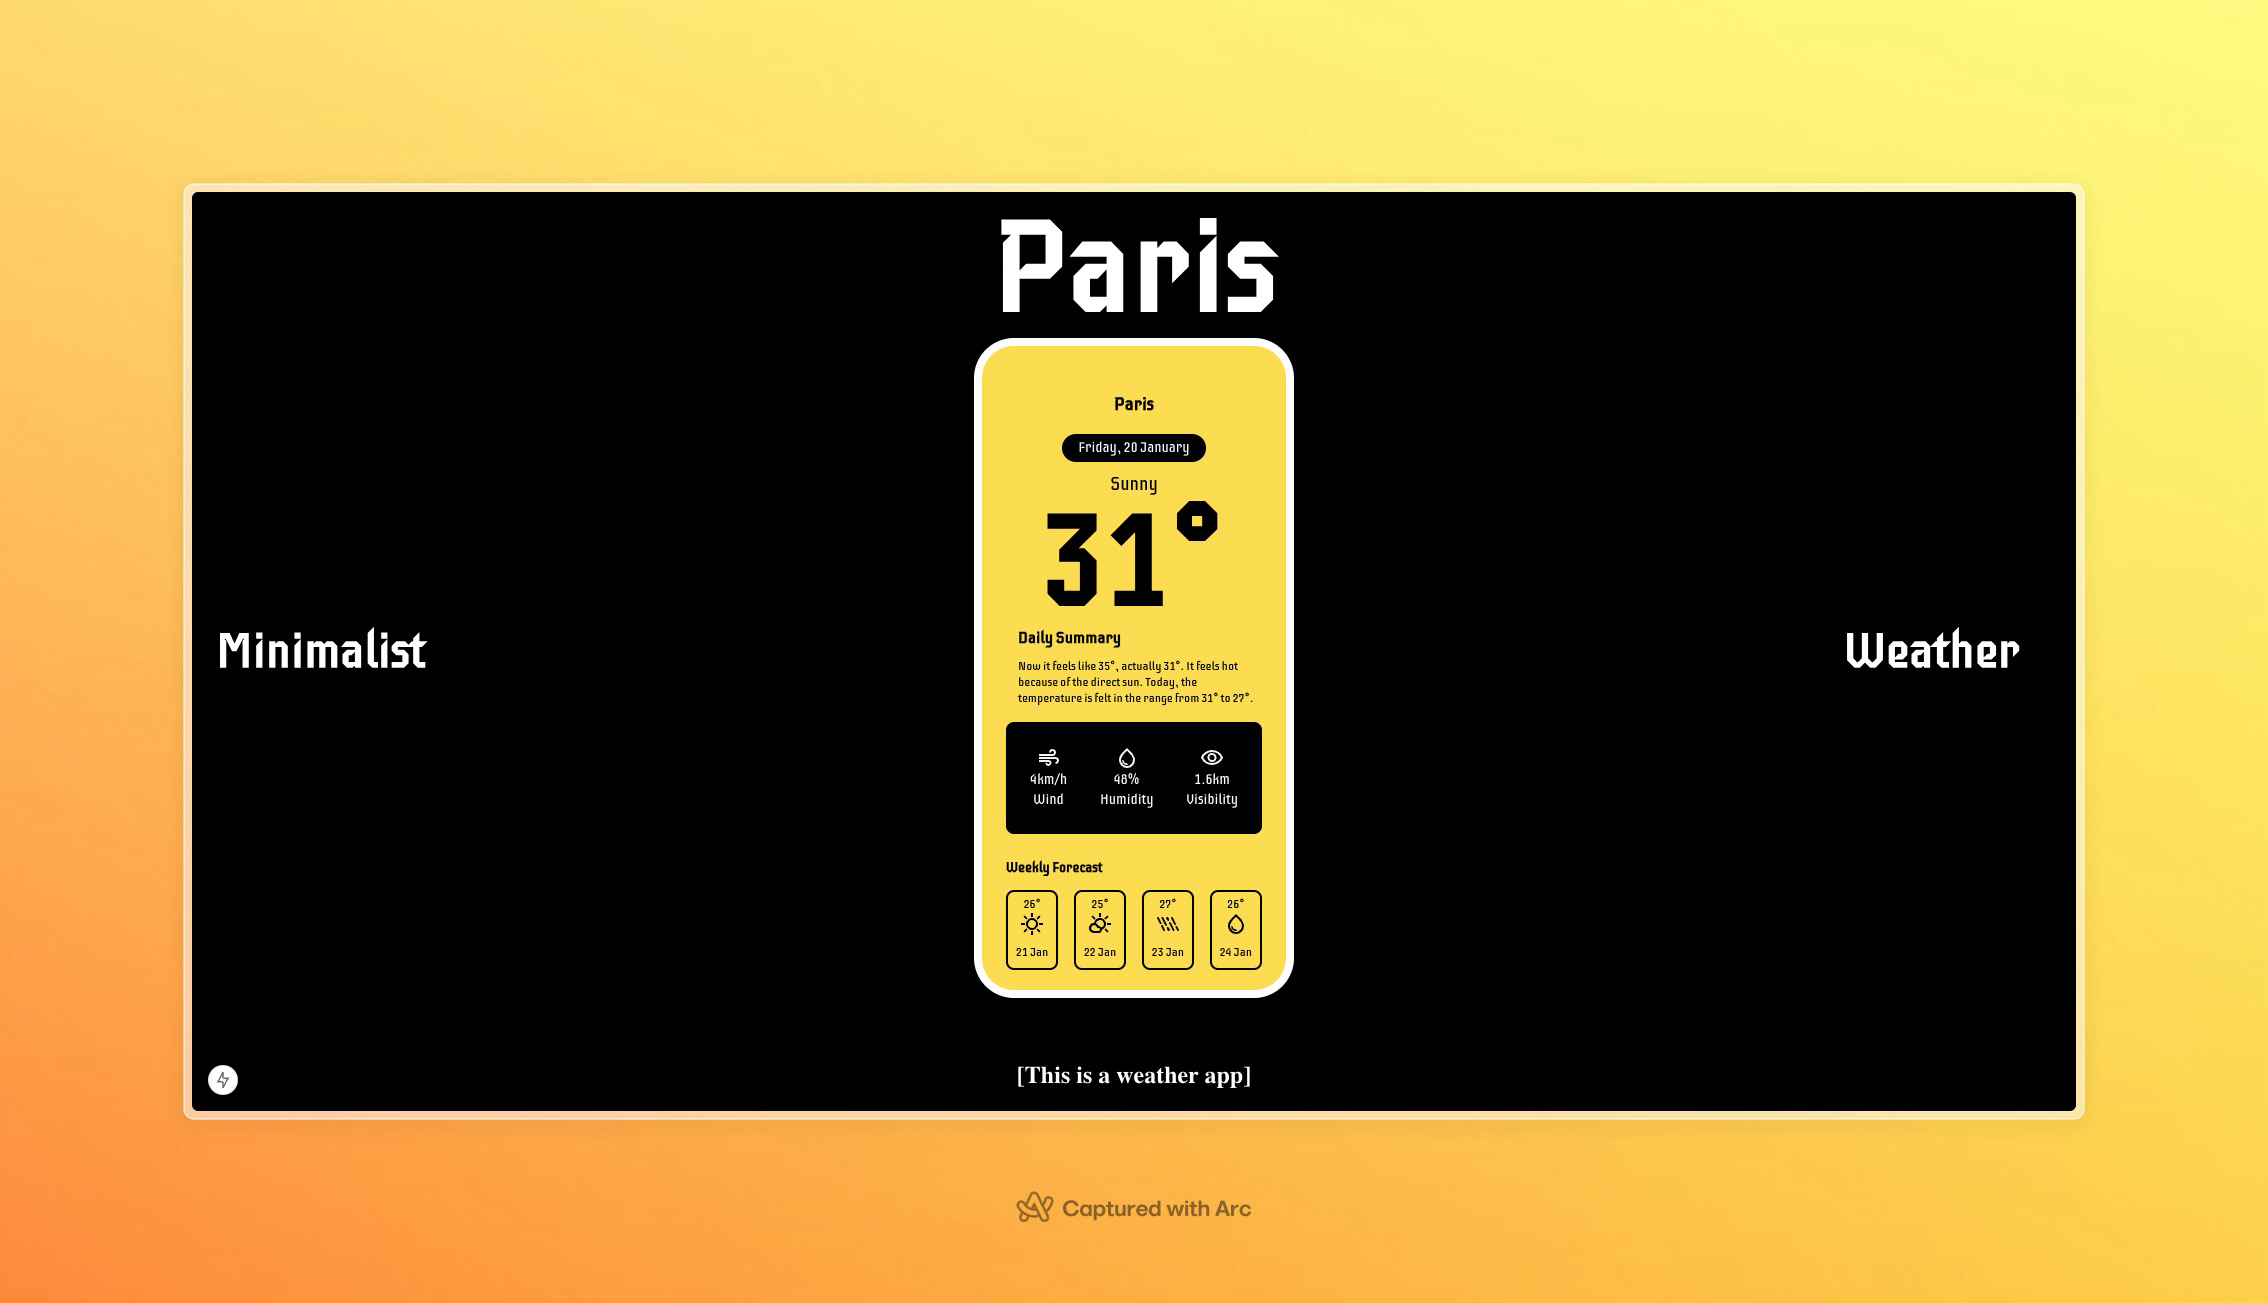 Paris
Paris
Friday, 20 January
Sunny
31°
Minimalist
Weather
Daily Summary
Now it feels like 35°, actually 31°. It feels hot
because of the direct sun. Today, the
temperature is felt in the range from 31° to 27°.
4km/h 48% 1.6km
Wind Humidity Visibility
Weekly Forecast
26° 25° 27° 26°
21 Jan 22 Jan 23 Jan 24 Jan
[This is a weather app]
Captured with Arc